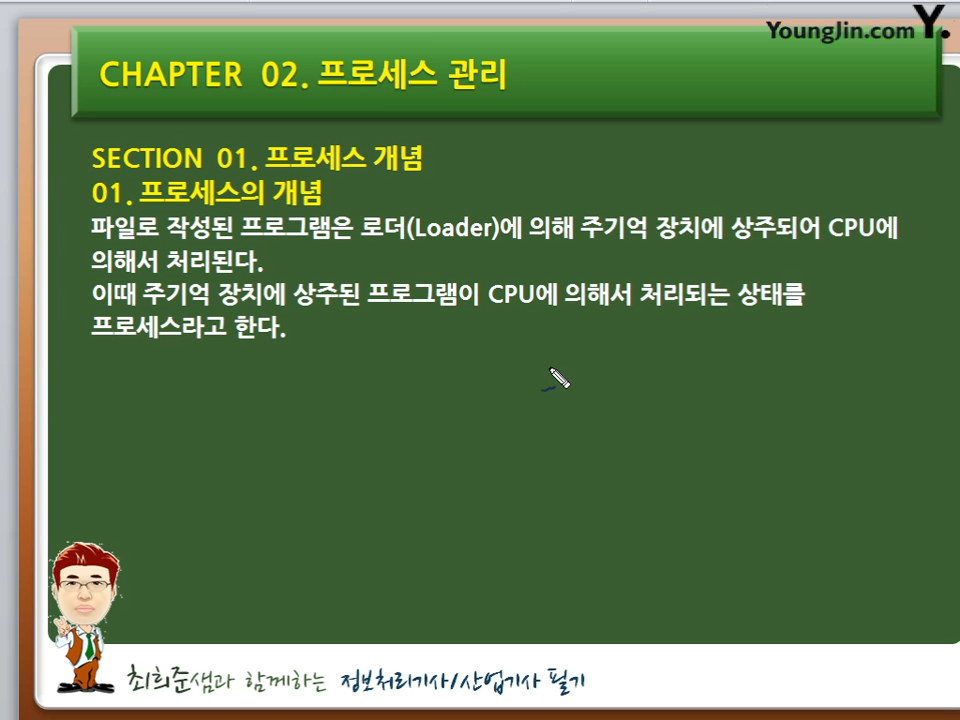 YoungJin.com Y.
CHAPTER 02. 프로세스 관리
SECTION 01. 프로세스 개념
01. 프로세스의 개념
파일로 작성된 프로그램은 로더(Loader)에 의해 주기억 장치에 상주되어 CPU에
의해서 처리된다.
이때 주기억 장치에 상주된 프로그램이 CPU에 의해서 처리되는 상태를
프로세스라고 한다.
최희준샘과 함께하는 정보처리기사/산업기사 필기